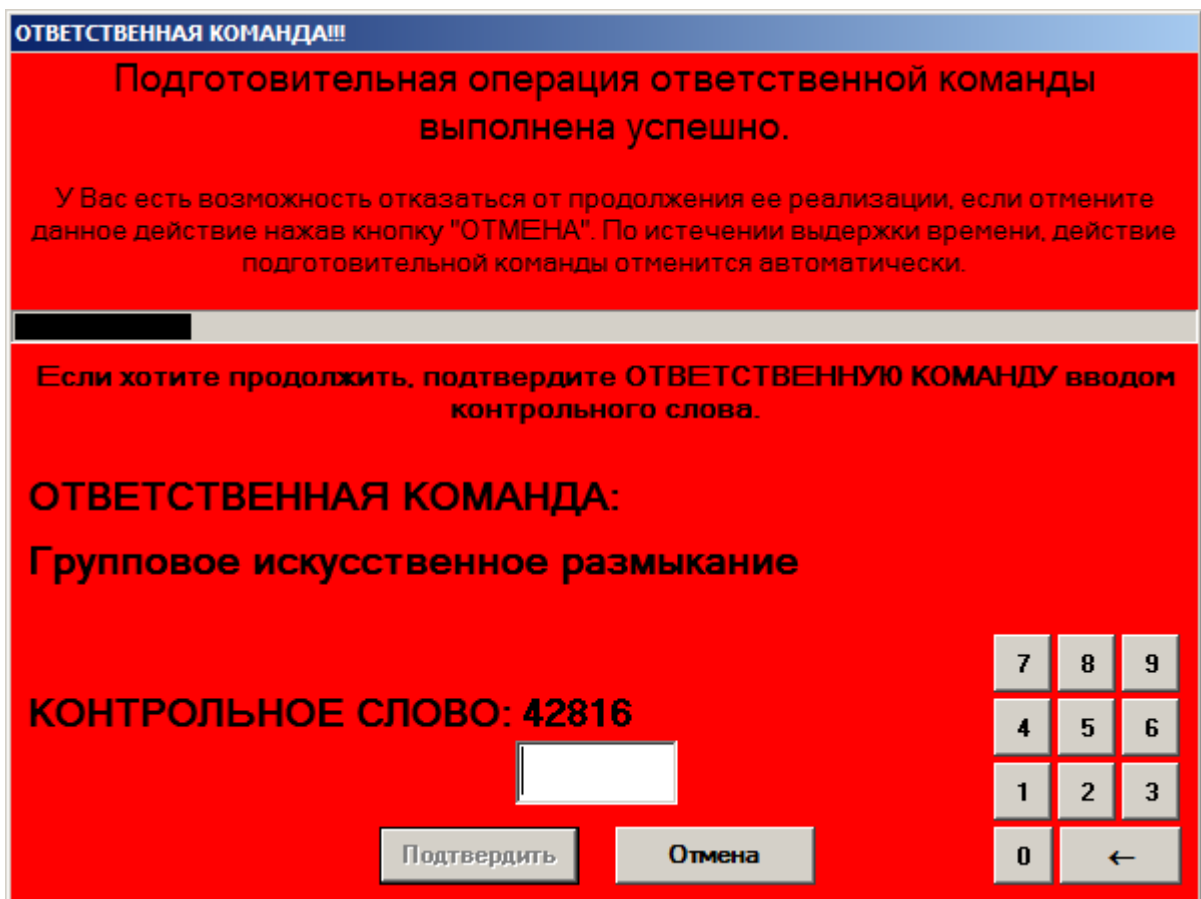 ОТВЕТСТВЕННАЯ КОМАНДА!!!
Подготовительная операция ответственной команды
выполнена успешно.
У Вас есть возможность отказаться от продолжения ее реализации, если отмените
данное действие нажав кнопку "ОТМЕНА". По истечении выдержки времени, действие
подготовительной команды отменится автоматически.
Если хотите продолжить, подтвердите ОТВЕТСТВЕННУЮ КОМАНДУ вводом
контрольного слова.
ОТВЕТСТВЕННАЯ КОМАНДА:
Групповое искусственное размыкание
КОНТРОЛЬНОЕ СЛОВО: 42816
7 8 9
4 5 6
1 2 3
0 ←
Подтвердить Отмена